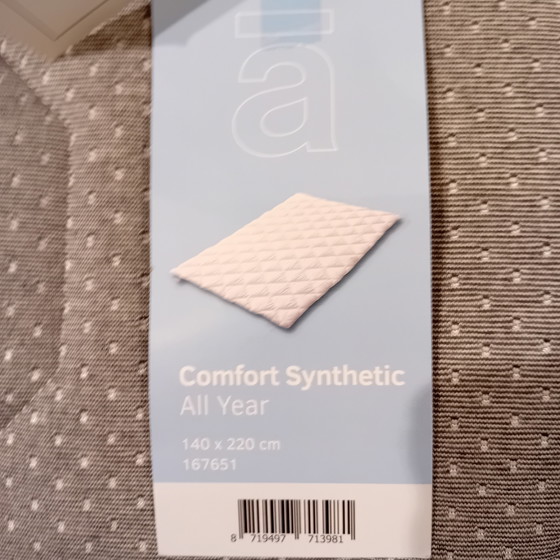 a
Comfort Synthetic
All Year
140 x 220 cm
167651
8 719497 713981